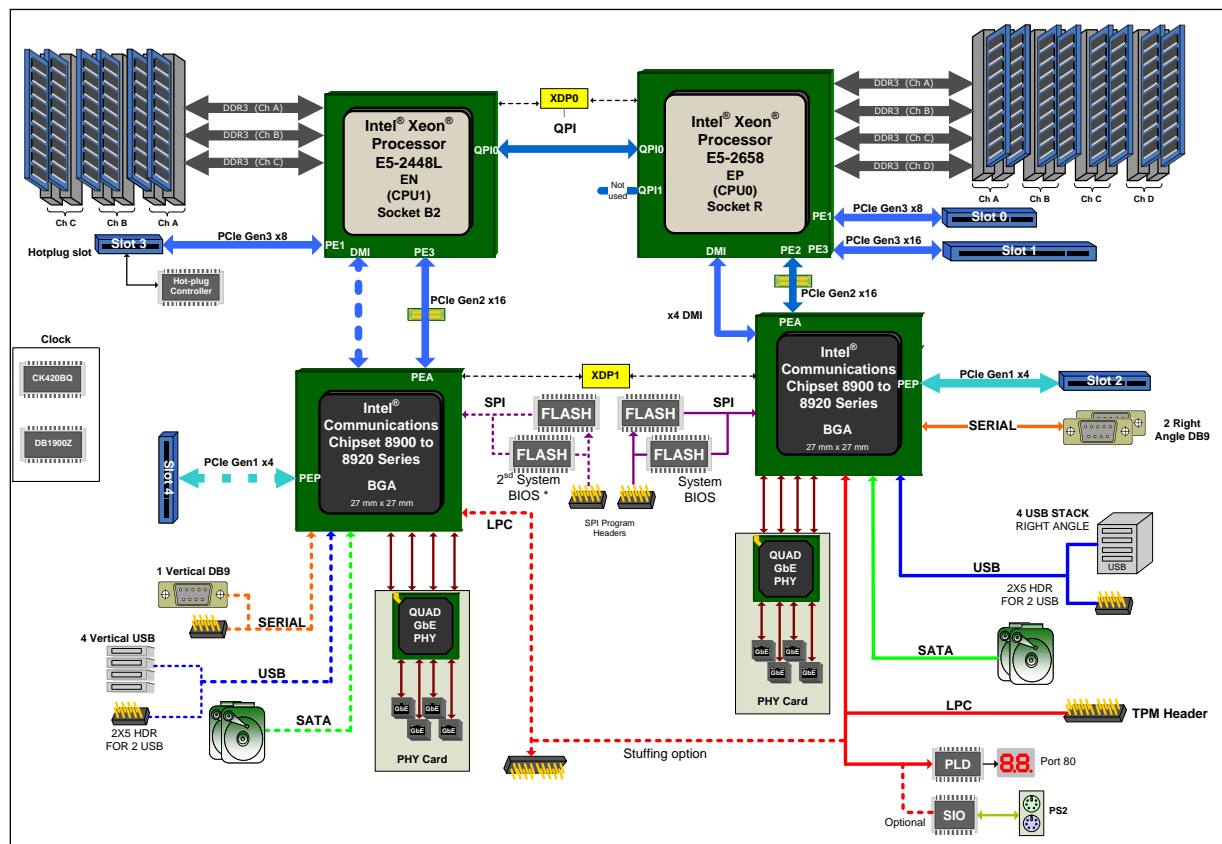 DDR3 (Ch A)
DDR3 (Ch B)
DDR3 (Ch C)
Ch C
Ch B
Ch A
Intel® Xeon®
Processor
E5-2448L
EN
(CPU1)
Socket B2
QPI0
PE1
DMI
PE3
XDP0
QPI
Intel® Xeon®
Processor
E5-2658
EP
(CPU0)
Socket R
QPI0
QPI1
Not
used
PE1
PE3
DMI
PE2
DDR3 (Ch A)
DDR3 (Ch B)
DDR3 (Ch C)
DDR3 (Ch D)
Ch A
Ch B
Ch C
Ch D
PCIe Gen3 x8
Slot 0
PCIe Gen3 x16
Slot 1
Slot 3
PCIe Gen3 x8
Hotplug slot
Hot-plug
Controller
PCIe Gen2 x16
PCIe Gen2 x16
x4 DMI
Clock
CK420BQ
DB1900Z
PEA
Intel®
Communications
Chipset 8900 to
8920 Series
BGA
27 mm x 27 mm
PEP
PCIe Gen1 x4
Slot 4
XDP1
SPI
FLASH
FLASH
2sd System
BIOS *
SPI
FLASH
FLASH
System
BIOS
SPI Program
Headers
PEA
Intel®
Communications
Chipset 8900 to
8920 Series
BGA
27 mm x 27 mm
PEP
PCIe Gen1 x4
Slot 2
SERIAL
2 Right
Angle DB9
4 USB STACK
RIGHT ANGLE
USB
USB
2X5 HDR
FOR 2 USB
SATA
LPC
TPM Header
PLD
88.
Port 80
Optional
SIO
PS2
LPC
Stuffing option
1 Vertical DB9
SERIAL
4 Vertical USB
USB
2X5 HDR
FOR 2 USB
SATA
QUAD
GbE
PHY
GbE
GbE
GbE
GbE
PHY Card
QUAD
GbE
PHY
GbE
GbE
GbE
GbE
PHY Card